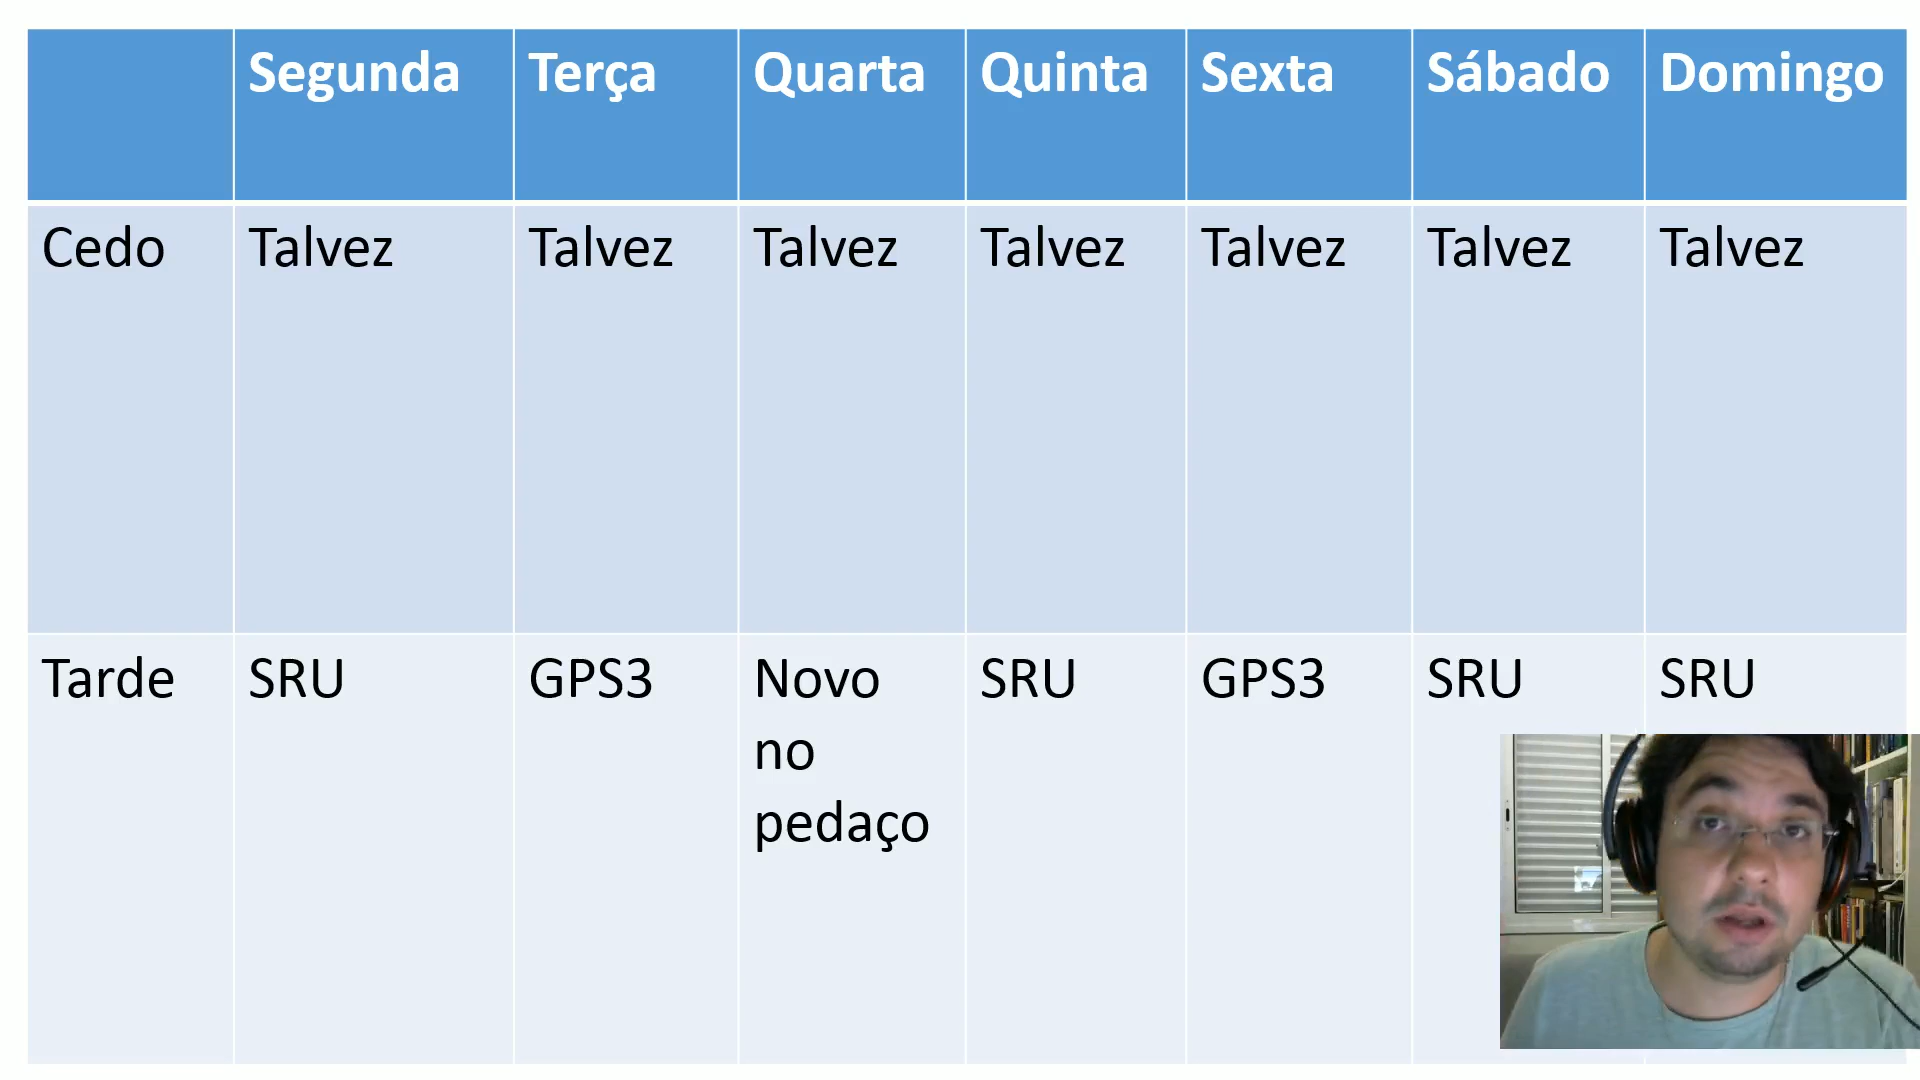 Segunda Terça Quarta Quinta Sexta Sábado Domingo
Cedo Talvez Talvez Talvez Talvez Talvez Talvez Talvez
Tarde SRU GPS3 Novo SRU GPS3 SRU SRU
no
pedaço